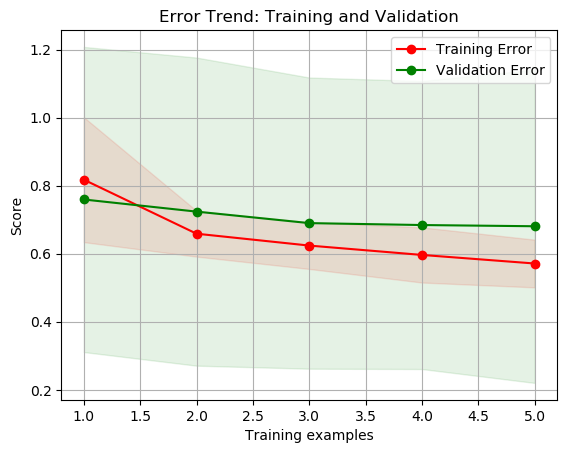 Error Trend: Training and Validation
Training Error
Validation Error
Score
1.2
1.0
0.8
0.6
0.4
0.2
1.0 1.5 2.0 2.5 3.0 3.5 4.0 4.5 5.0
Training examples